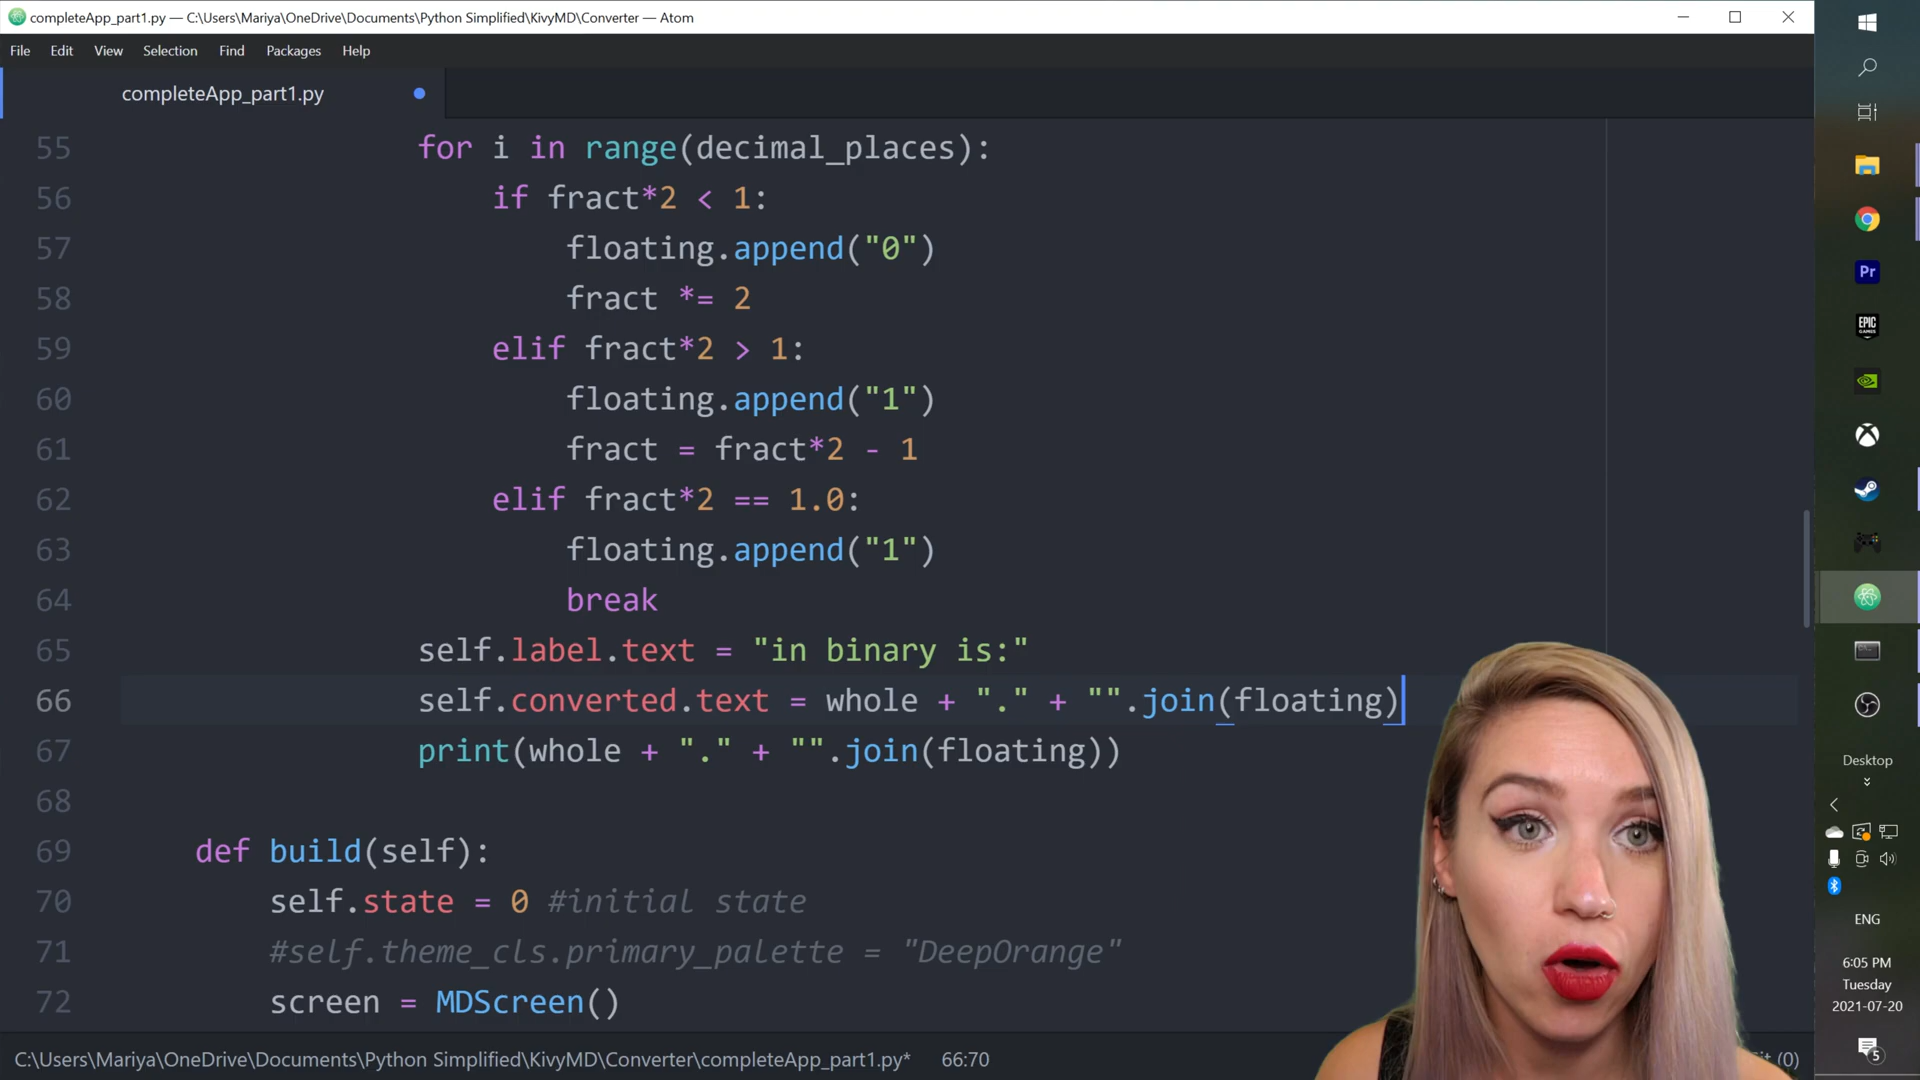 completeApp_part1.py — C:\Users\Mariya\OneDrive\Documents\Python Simplified\KivyMD\Converter — Atom
File Edit View Selection Find Packages Help
completeApp_part1.py
55 for i in range(decimal_places):
56 if fract*2 < 1:
57 floating.append("0")
58 fract *= 2
59 elif fract*2 > 1:
60 floating.append("1")
61 fract = fract*2 - 1
62 elif fract*2 == 1.0:
63 floating.append("1")
64 break
65 self.label.text = "in binary is:"
66 self.converted.text = whole + "." + "".join(floating)
67 print(whole + "." + "".join(floating))
68
69 def build(self):
70 self.state = 0 #initial state
71 #self.theme_cls.primary_palette = "DeepOrange"
72 screen = MDScreen()
C:\Users\Mariya\OneDrive\Documents\Python Simplified\KivyMD\Converter\completeApp_part1.py* 66:70
(0)
Pr
EPIC
GAMES
Desktop
ENG
6:05 PM
Tuesday
2021-07-20
5